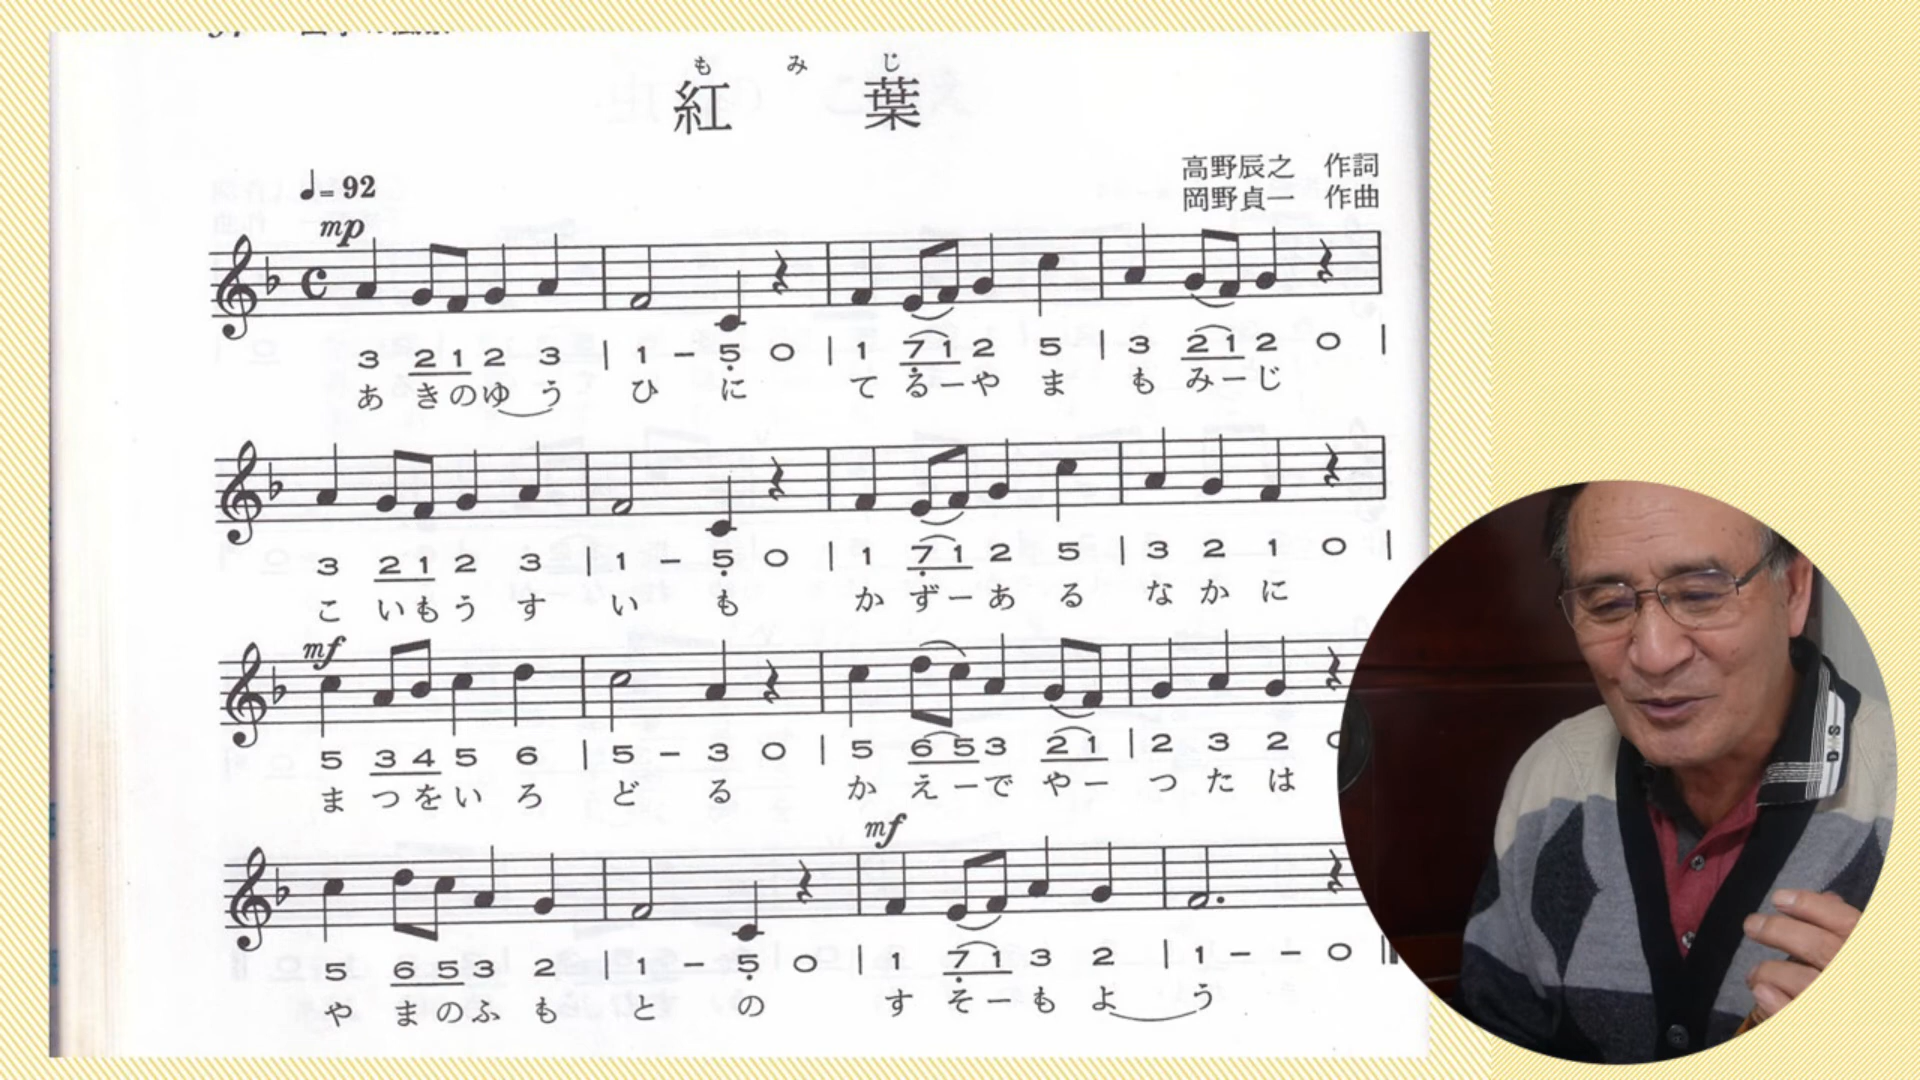 も み じ
紅 葉
高野辰之 作詞
岡野貞一 作曲
♩= 92
mp
3 2 1 2 3 | 1 – 5 0 | 1 7 1 2 5 | 3 2 1 2 0 |
あ きのゆ う ひ に て るーや ま も みーじ
3 2 1 2 3 | 1 – 5 0 | 1 7 1 2 5 | 3 2 1 0 |
こ いもう す い も か ずーあ る な か に
mf
5 3 4 5 6 | 5 – 3 0 | 5 6 5 3 2 1 | 2 3 2
ま つをい ろ ど る か えーで やー つ た は
mf
5 6 5 3 2 | 1 – 5 0 | 1 7 1 3 2 | 1 – – 0
や まのふ も と の す そーも よ う